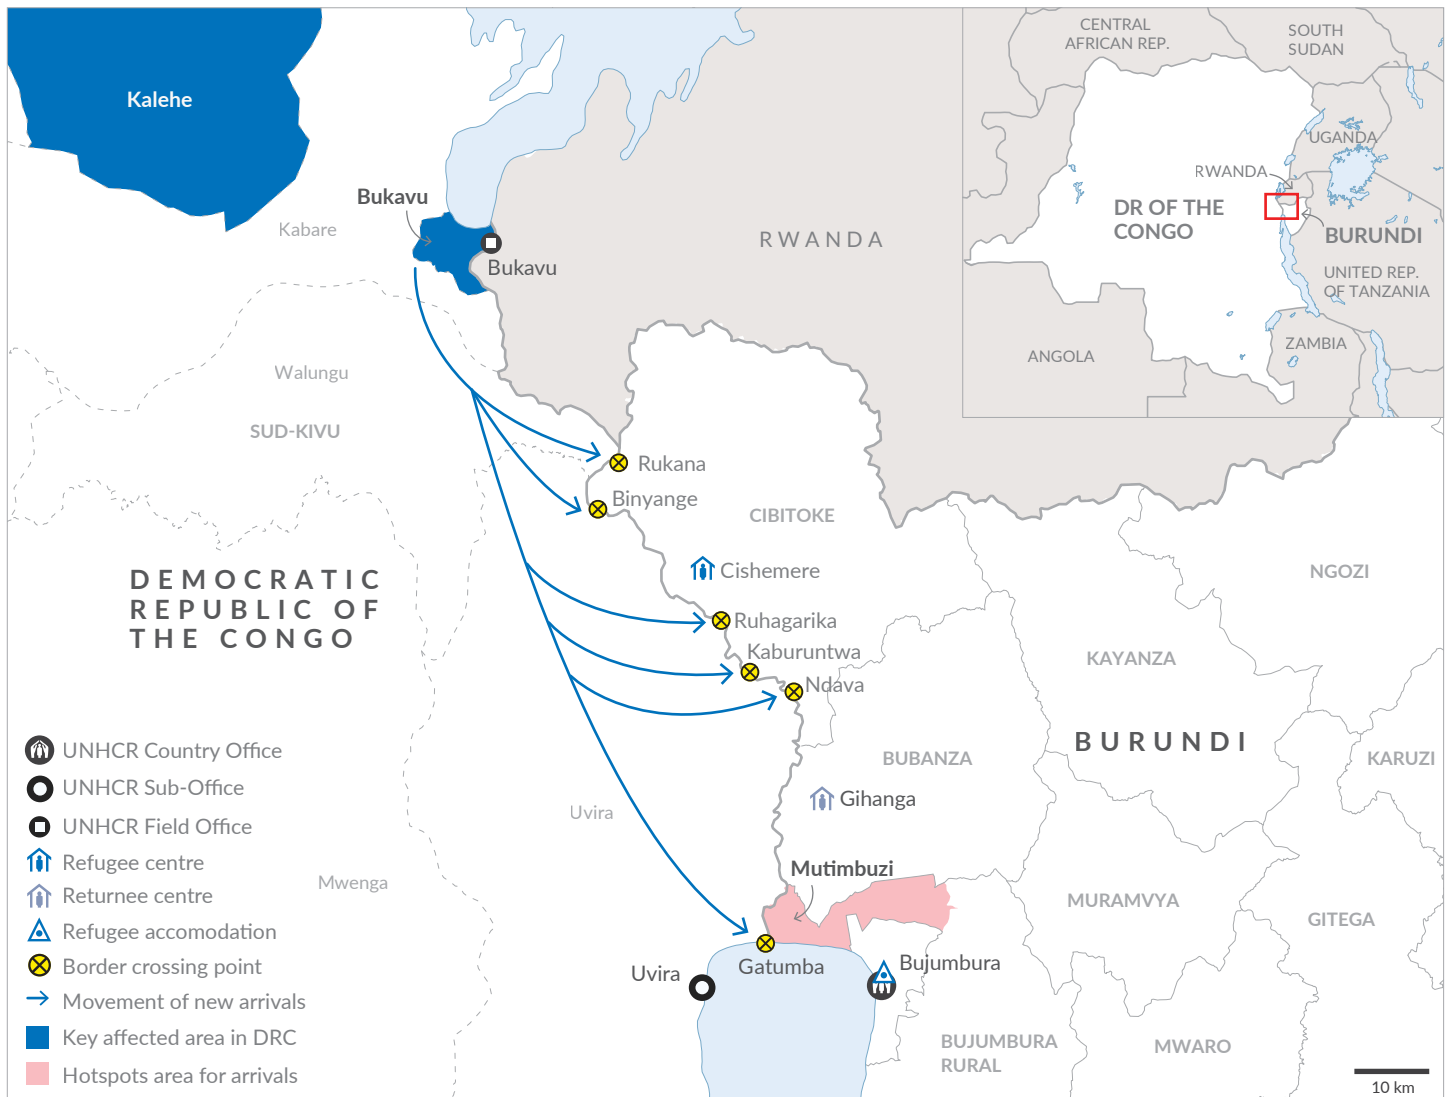 Kalehe
Bukavu
Kabare
Bukavu
RWANDA
Walungu
SUD-KIVU
CENTRAL
AFRICAN REP.
SOUTH
SUDAN
UGANDA
RWANDA
DR OF THE
CONGO
BURUNDI
UNITED REP.
OF TANZANIA
ANGOLA
ZAMBIA
Rukana
Binyange
CIBITOKE
Cishemere
NGOZI
DEMOCRATIC
REPUBLIC OF
THE CONGO
Ruhagarika
Kaburuntwa
Ndava
KAYANZA
BURUNDI
BUBANZA
KARUZI
Gihanga
Uvira
Mwenga
Mutimbuzi
MURAMVYA
GITEGA
Uvira
Gatumba
Bujumbura
BUJUMBURA
RURAL
MWARO
UNHCR Country Office
UNHCR Sub-Office
UNHCR Field Office
Refugee centre
Returnee centre
Refugee accomodation
Border crossing point
Movement of new arrivals
Key affected area in DRC
Hotspots area for arrivals
10 km